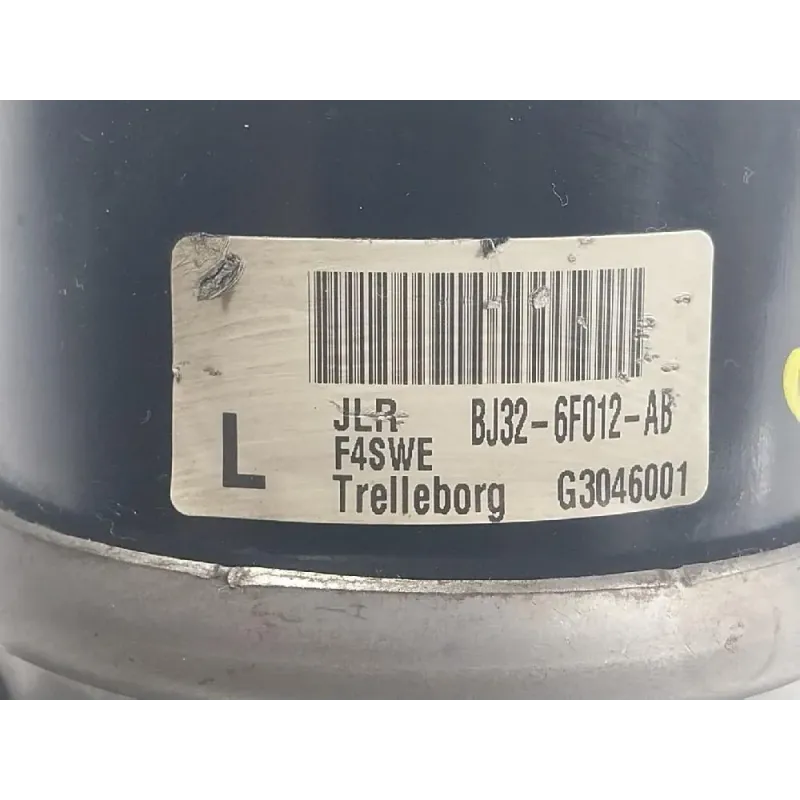 L
JLR BJ32-6F012-AB
F4SWE
Trelleborg G3046001